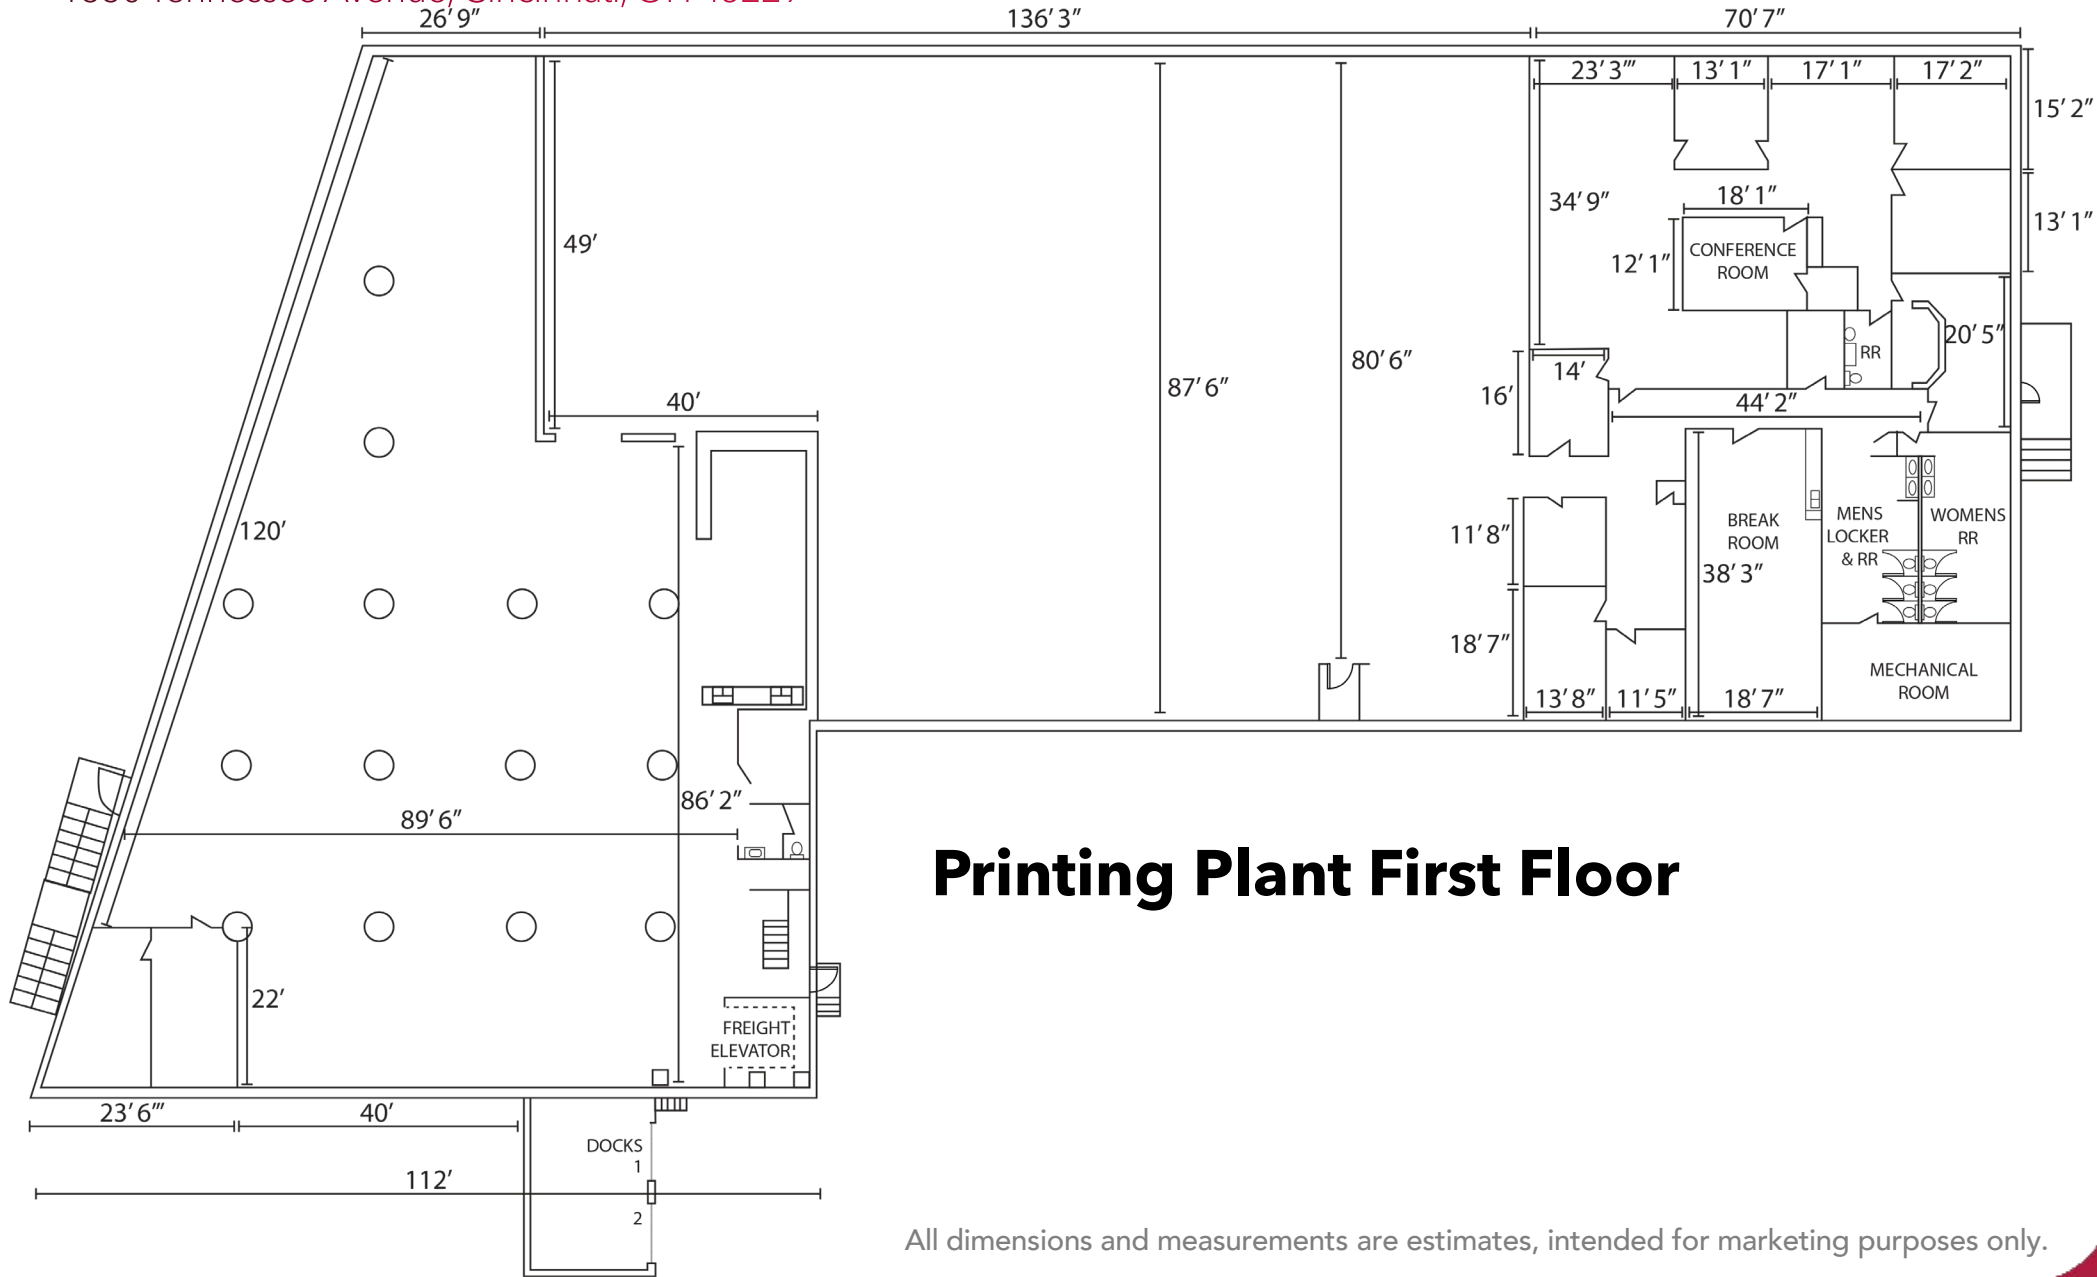 26'9" 136'3" 70'7"
23'3"' 13'1" 17'1" 17'2"
15'2"
34'9"
18'1"
13'1"
49'
12'1"
CONFERENCE
ROOM
20'5"
80'6"
RR
14'
87'6"
16'
40'
44'2"
120'
11'8"
BREAK
ROOM
MENS
LOCKER
& RR
WOMENS
RR
38'3"
18'7"
MECHANICAL
ROOM
13'8" 11'5" 18'7"
86'2"
89'6"
Printing Plant First Floor
22'
FREIGHT
ELEVATOR
23'6"' 40'
DOCKS
1
112'
2
All dimensions and measurements are estimates, intended for marketing purposes only.